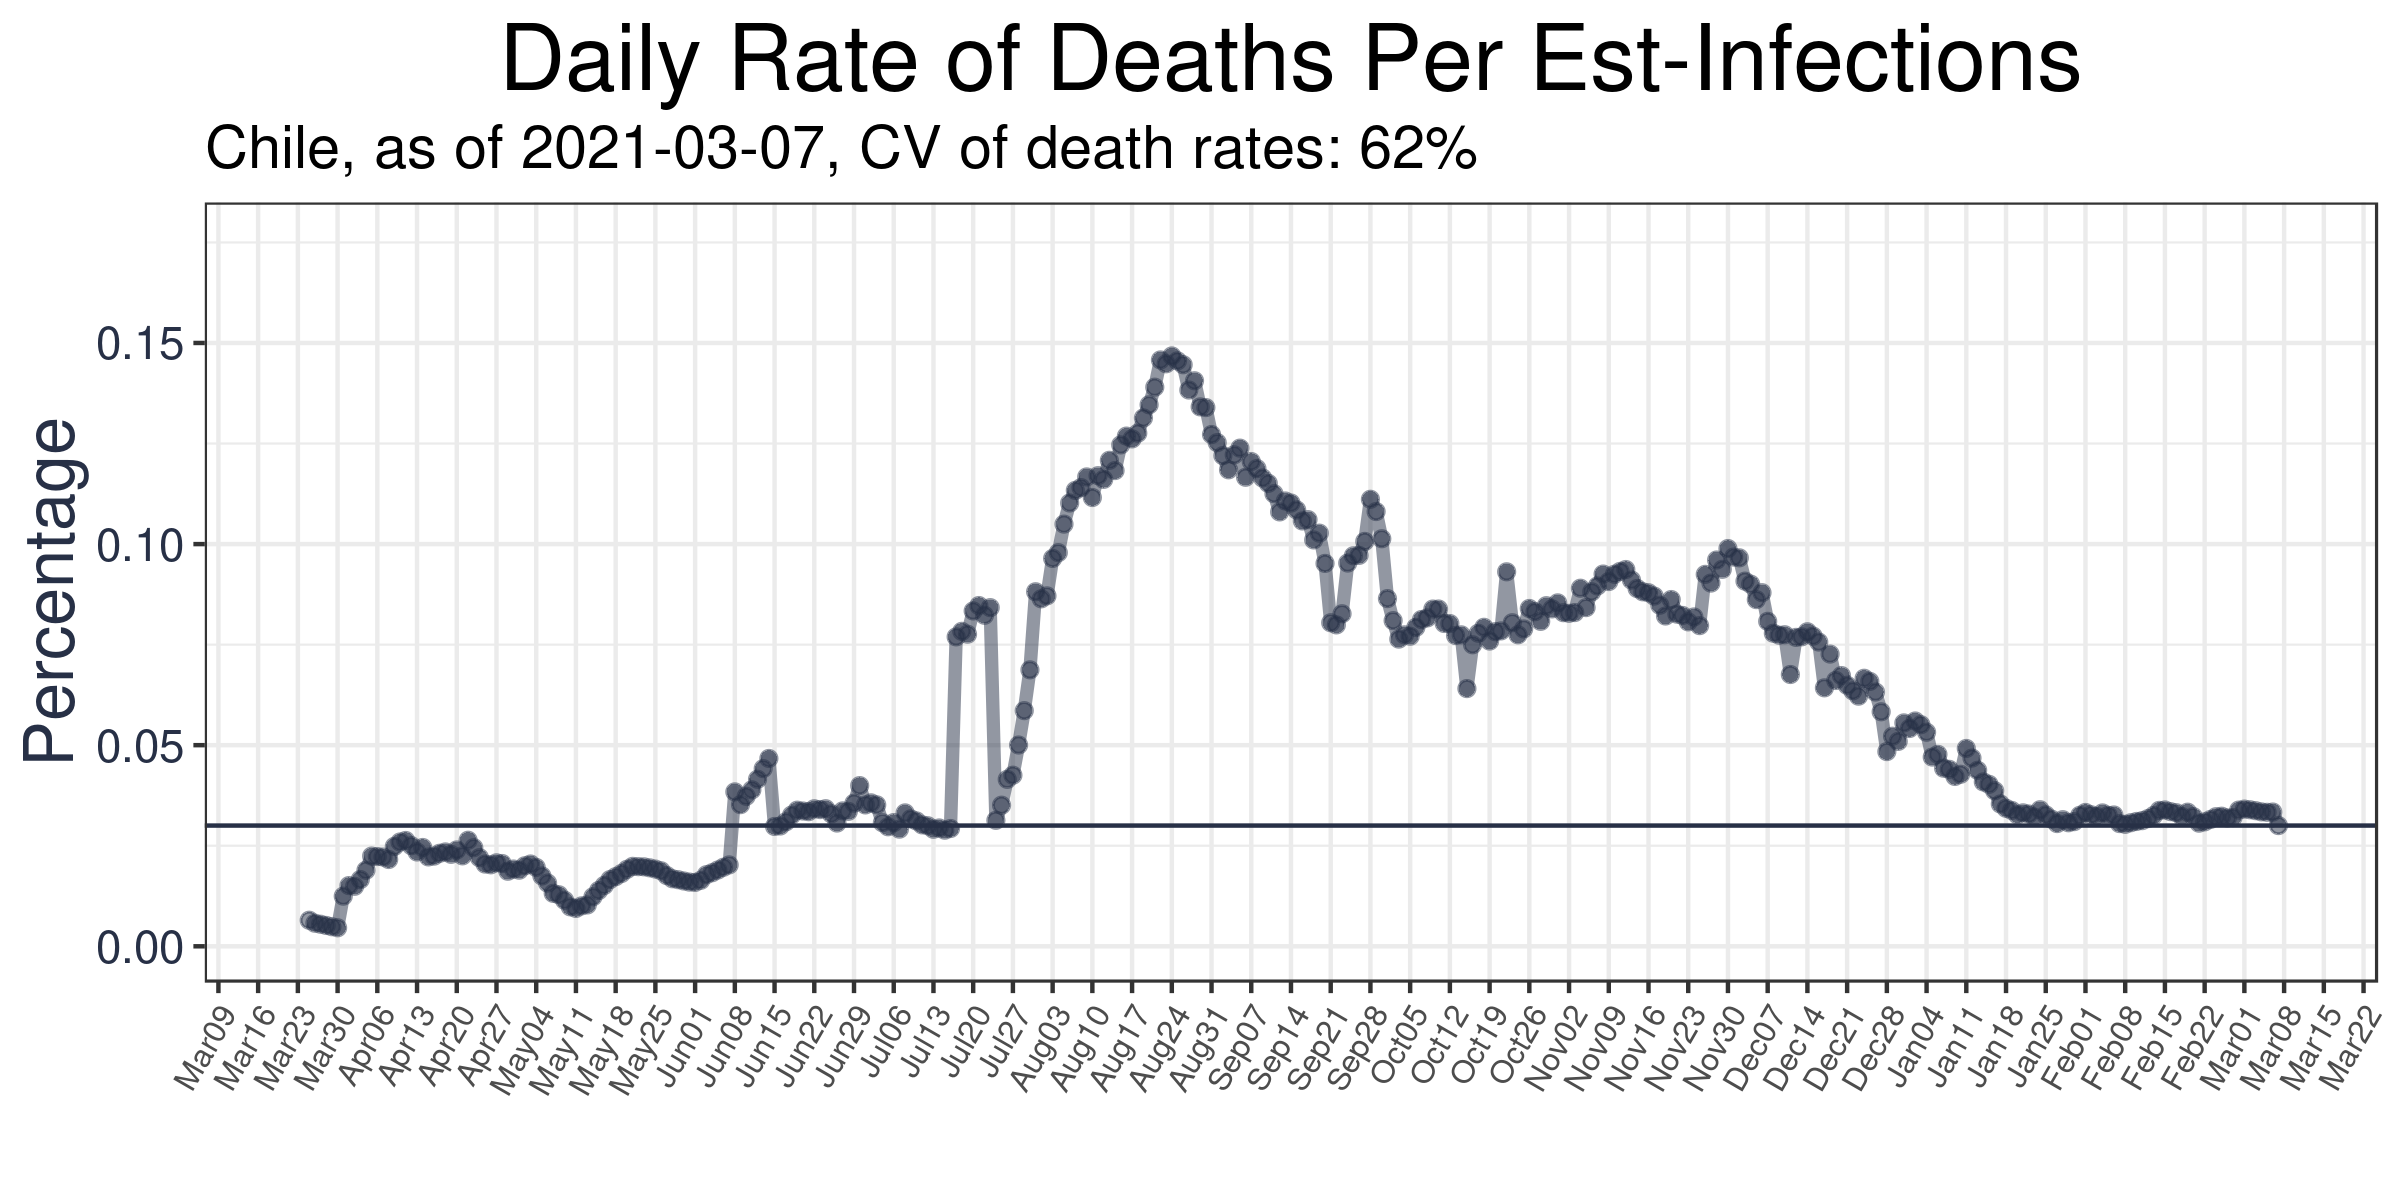 Daily Rate of Deaths Per Est-Infections
Chile, as of 2021-03-07, CV of death rates: 62%
Percentage
0.15
0.10
0.05
0.00
Mar09
Mar16
Mar23
Mar30
Apr06
Apr13
Apr20
Apr27
May04
May11
May18
May25
Jun01
Jun08
Jun15
Jun22
Jun29
Jul06
Jul13
Jul20
Jul27
Aug03
Aug10
Aug17
Aug24
Aug31
Sep07
Sep14
Sep21
Sep28
Oct05
Oct12
Oct19
Oct26
Nov02
Nov09
Nov16
Nov23
Nov30
Dec07
Dec14
Dec21
Dec28
Jan04
Jan11
Jan18
Jan25
Feb01
Feb08
Feb15
Feb22
Mar01
Mar08
Mar15
Mar22